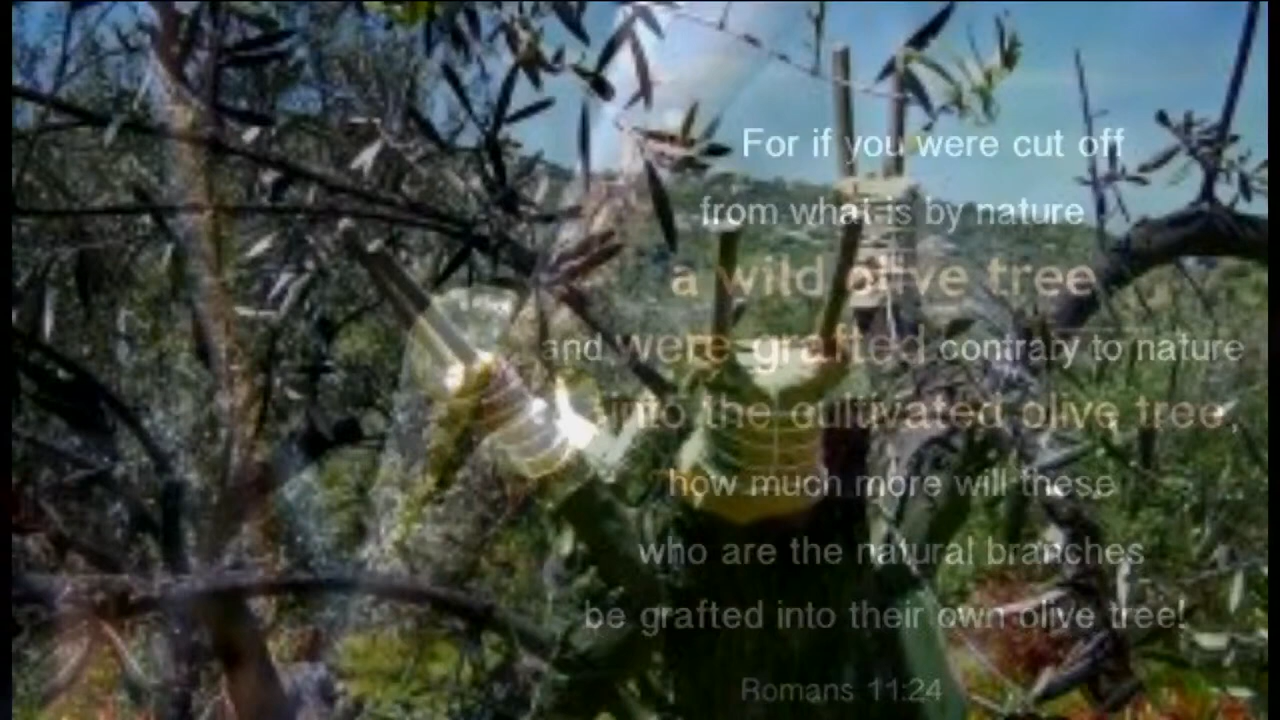 For if you were cut off
from what is by nature
a wild olive tree
and were grafted contrary to nature
into the cultivated olive tree,
how much more will these
who are the natural branches
be grafted into their own olive tree!
Romans 11:24